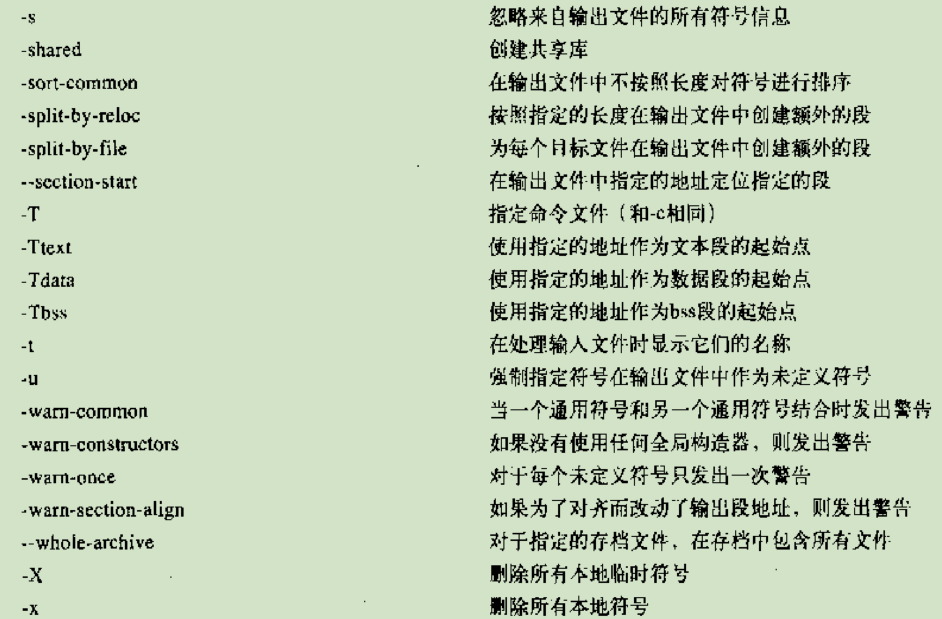 -s 忽略来自输出文件的所有符号信息
-shared 创建共享库
-sort-common 在输出文件中不按照长度对符号进行排序
-split-by-reloc 按照指定的长度在输出文件中创建额外的段
-split-by-file 为每个目标文件在输出文件中创建额外的段
--section-start 在输出文件中指定的地址定位指定的段
-T 指定命令文件（和-c相同）
-Ttext 使用指定的地址作为文本段的起始点
-Tdata 使用指定的地址作为数据段的起始点
-Tbss 使用指定的地址作为bss段的起始点
-t 在处理输入文件时显示它们的名称
-u 强制指定符号在输出文件中作为未定义符号
-warn-common 当一个通用符号和另一个通用符号结合时发出警告
-warn-constructors 如果没有使用任何全局构造器，则发出警告
-warn-once 对于每个未定义符号只发出一次警告
-warn-section-align 如果为了对齐而改动了输出段地址，则发出警告
--whole-archive 对于指定的存档文件，在存档中包含所有文件
-X 删除所有本地临时符号
-x 删除所有本地符号